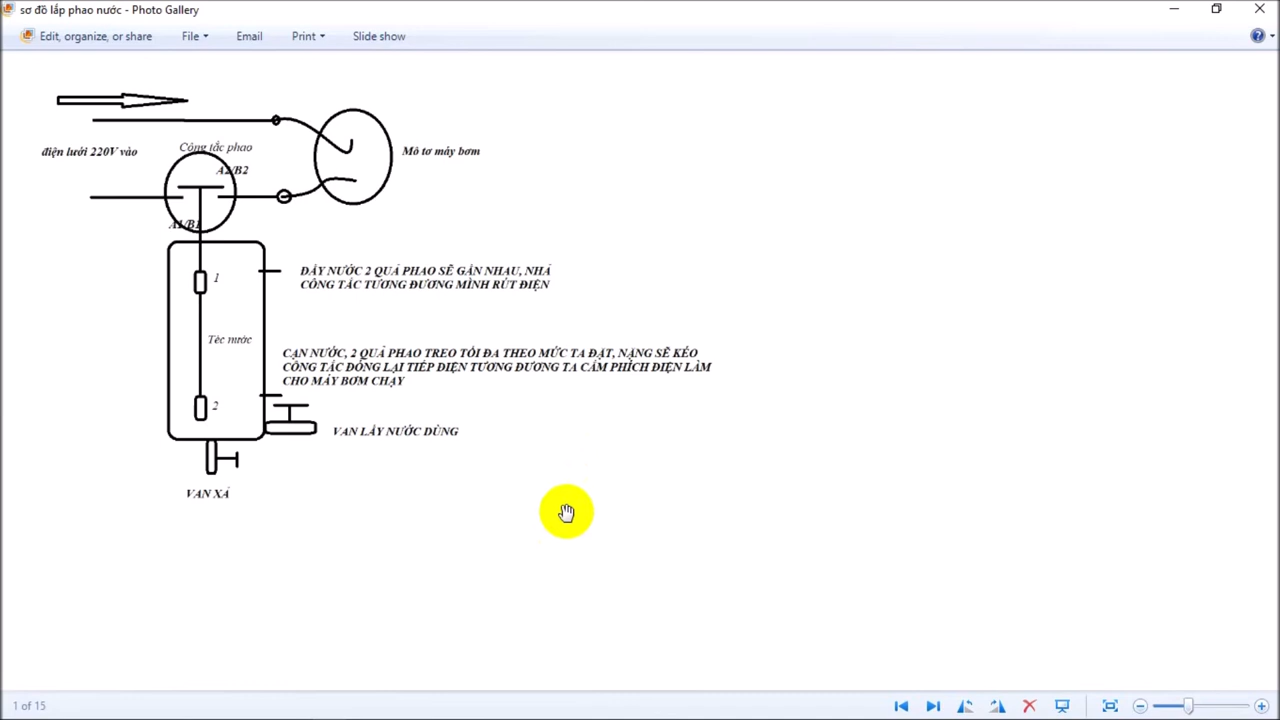 sơ đồ lắp phao nước - Photo Gallery
Edit, organize, or share File Email Print Slide show
điện lưới 220V vào
Công tắc phao
A2/B2
Mô tơ máy bơm
A1/B1
1
ĐẦY NƯỚC 2 QUẢ PHAO SẼ GẦN NHAU, NHẢ
CÔNG TẮC TƯƠNG ĐƯƠNG MÌNH RÚT ĐIỆN
Téc nước
CẠN NƯỚC, 2 QUẢ PHAO TREO TỐI ĐA THEO MỨC TA ĐẶT, NẶNG SẼ KÉO
CÔNG TẮC ĐÓNG LẠI TIẾP ĐIỆN TƯƠNG ĐƯƠNG TA CẮM PHÍCH ĐIỆN LÀM
CHO MÁY BƠM CHẠY
2
VAN LẤY NƯỚC DÙNG
VAN XẢ
1 of 15